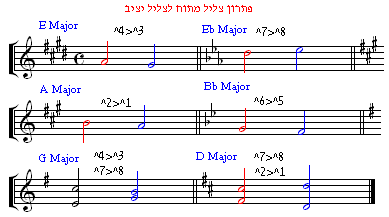 פתרון צליל מתוח לצליל יציב
E Major ^4>^3 Eb Major ^7>^8
A Major ^2>^1 Bb Major ^6>^5
G Major ^4>^3 D Major ^7>^8
^7>^8 ^2>^1